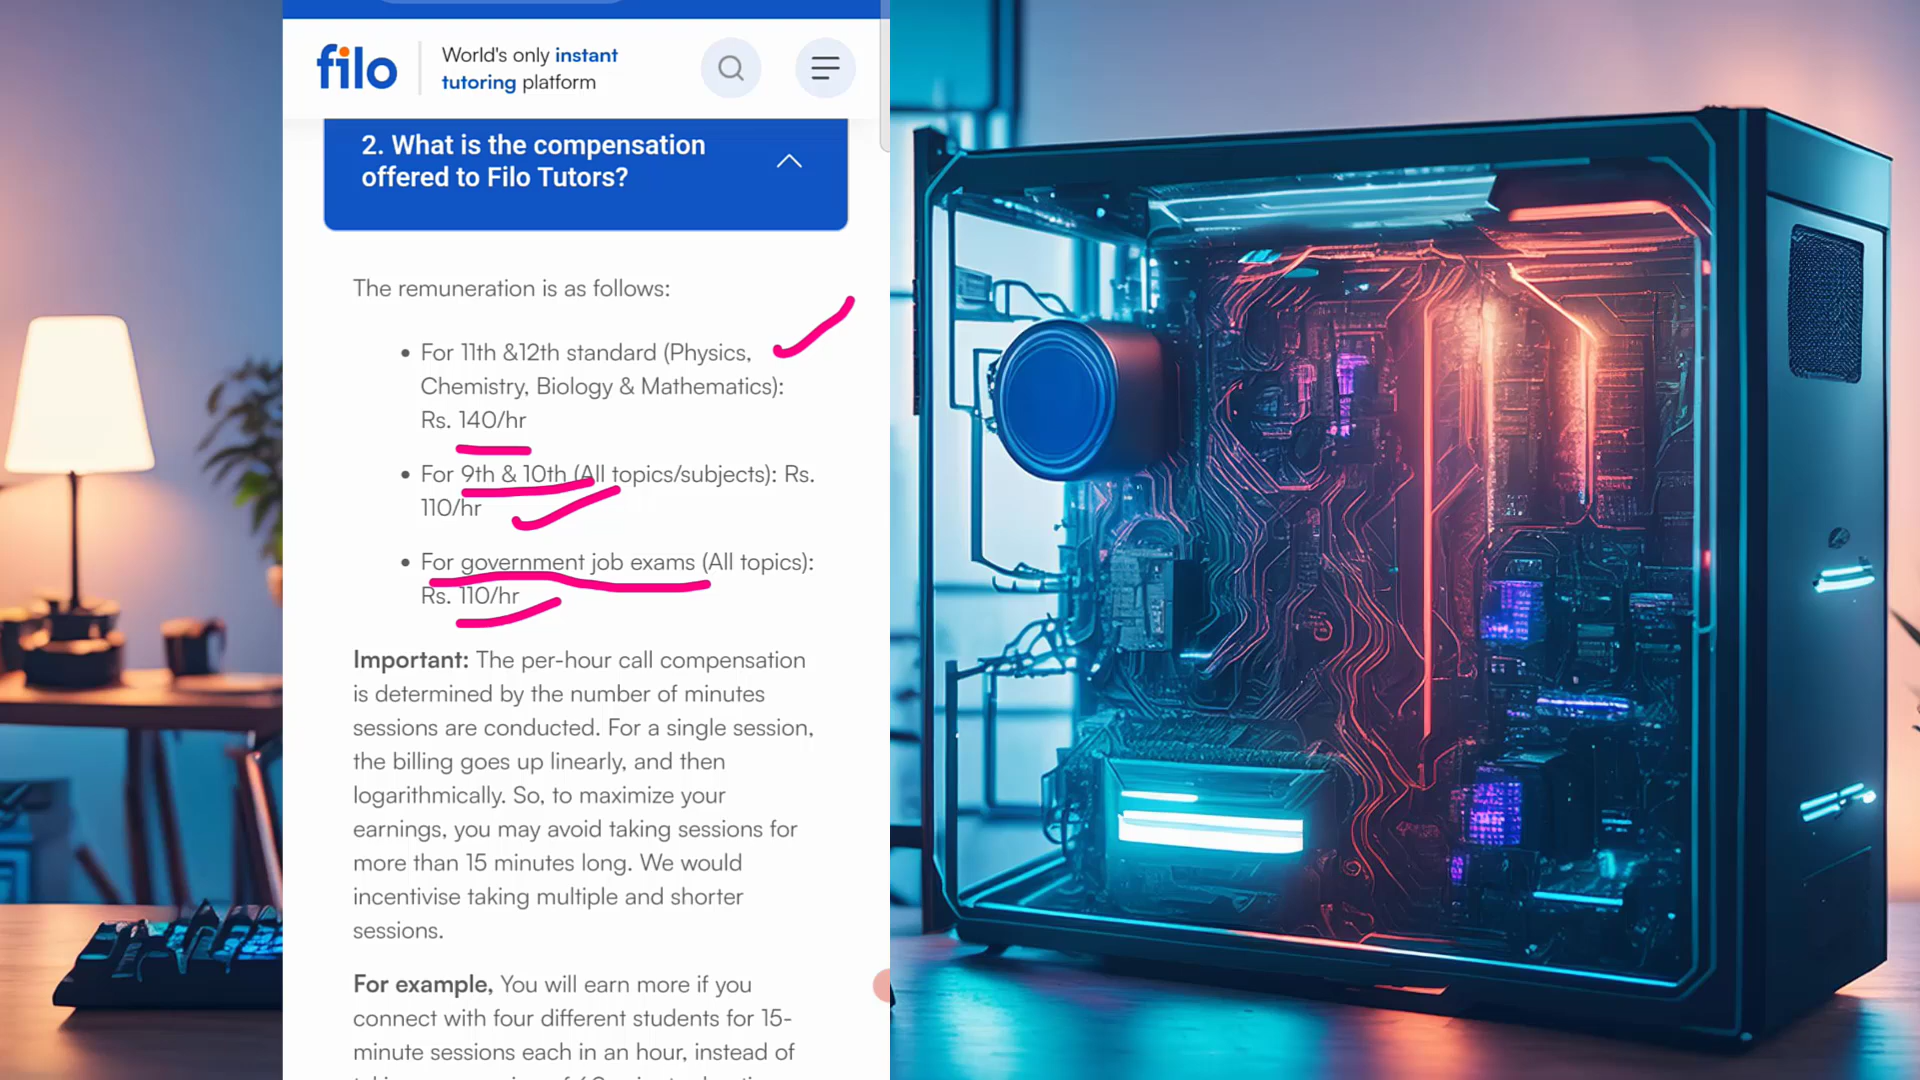 filo
World's only instant
tutoring platform
2. What is the compensation
offered to Filo Tutors?
The remuneration is as follows:
• For 11th &12th standard (Physics,
Chemistry, Biology & Mathematics):
Rs. 140/hr
• For 9th & 10th (All topics/subjects): Rs.
110/hr
• For government job exams (All topics):
Rs. 110/hr
Important: The per-hour call compensation
is determined by the number of minutes
sessions are conducted. For a single session,
the billing goes up linearly, and then
logarithmically. So, to maximize your
earnings, you may avoid taking sessions for
more than 15 minutes long. We would
incentivise taking multiple and shorter
sessions.
For example, You will earn more if you
connect with four different students for 15-
minute sessions each in an hour, instead of